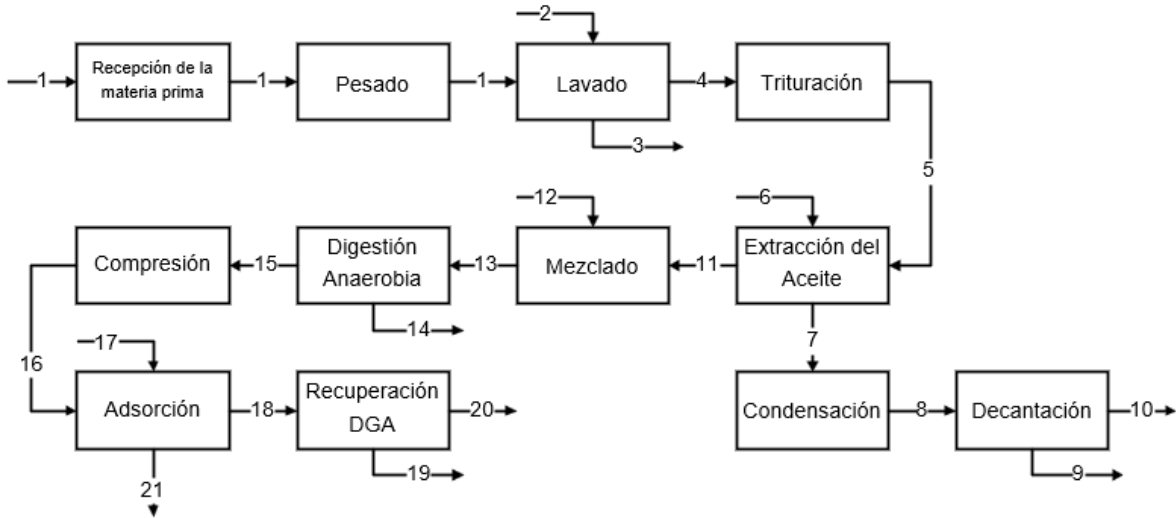 2
1
Recepción de la
materia prima
1
Pesado
1
Lavado
4
Trituración
3
5
12
6
Compresión
15
Digestión
Anaerobia
13
Mezclado
11
Extracción del
Aceite
14
17
16
7
Adsorción
18
Recuperación
DGA
20
Condensación
8
Decantación
10
19
9
21